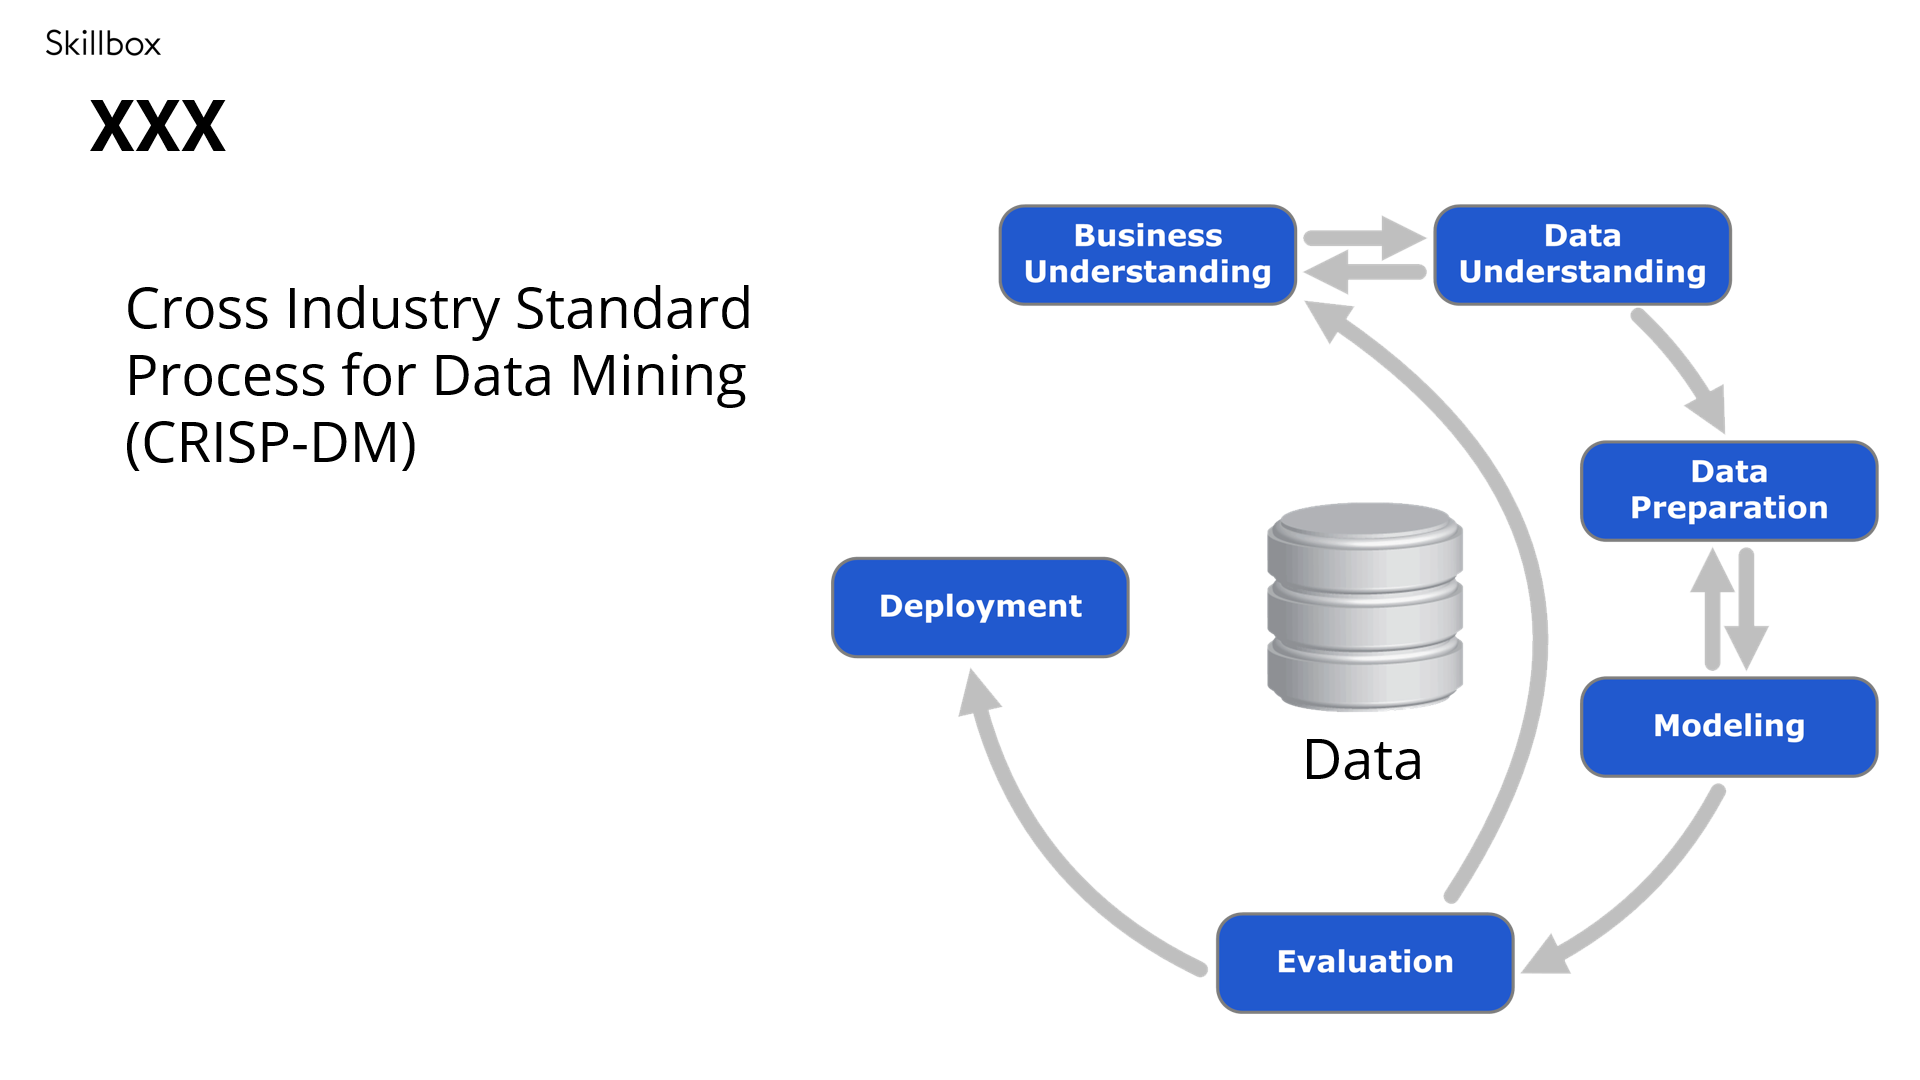 Skillbox
XXX
Cross Industry Standard
Process for Data Mining
(CRISP-DM)
Business
Understanding
Data
Understanding
Data
Preparation
Deployment
Modeling
Data
Evaluation